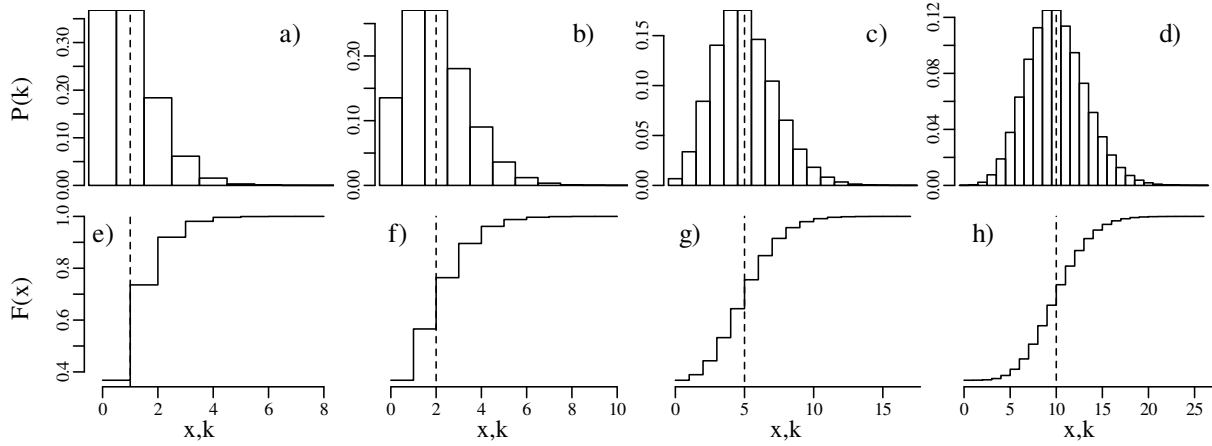 a) b) c) d)
P(k)
0.00 0.10 0.20 0.30
0.00 0.10 0.20
0.00 0.05 0.10 0.15
0.00 0.04 0.08 0.12
e) f) g) h)
F(x)
0.4 0.6 0.8 1.0
0 2 4 6 8
0 2 4 6 8 10
0 5 10 15
0 5 10 15 20 25
x,k x,k x,k x,k